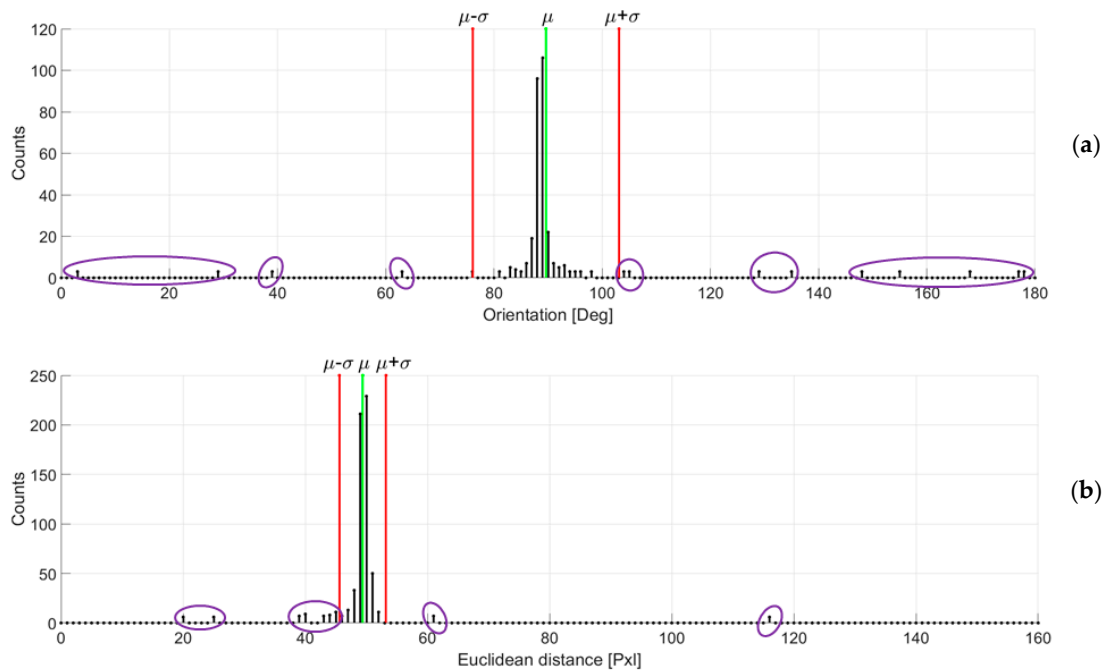 μ-σ μ μ+σ
120
100
80
60
40
20
0
Counts
0 20 40 60 80 100 120 140 160 180
Orientation [Deg]
(a)
μ-σ μ μ+σ
250
200
150
100
50
0
Counts
0 20 40 60 80 100 120 140 160
Euclidean distance [Pxl]
(b)